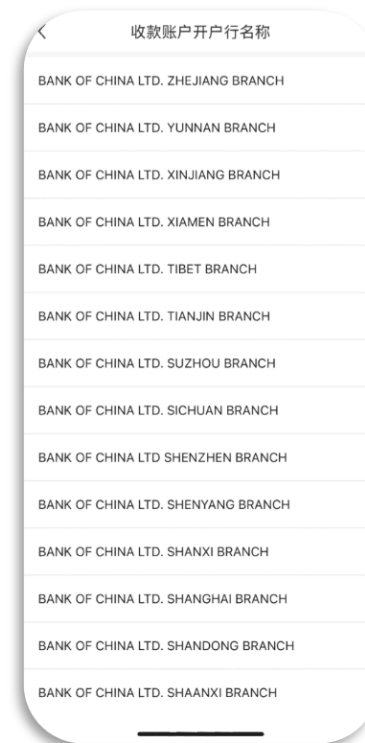 收款账户开户行名称
BANK OF CHINA LTD. ZHEJIANG BRANCH
BANK OF CHINA LTD. YUNNAN BRANCH
BANK OF CHINA LTD. XINJIANG BRANCH
BANK OF CHINA LTD. XIAMEN BRANCH
BANK OF CHINA LTD. TIBET BRANCH
BANK OF CHINA LTD. TIANJIN BRANCH
BANK OF CHINA LTD. SUZHOU BRANCH
BANK OF CHINA LTD. SICHUAN BRANCH
BANK OF CHINA LTD SHENZHEN BRANCH
BANK OF CHINA LTD. SHENYANG BRANCH
BANK OF CHINA LTD. SHANXI BRANCH
BANK OF CHINA LTD. SHANGHAI BRANCH
BANK OF CHINA LTD. SHANDONG BRANCH
BANK OF CHINA LTD. SHAANXI BRANCH